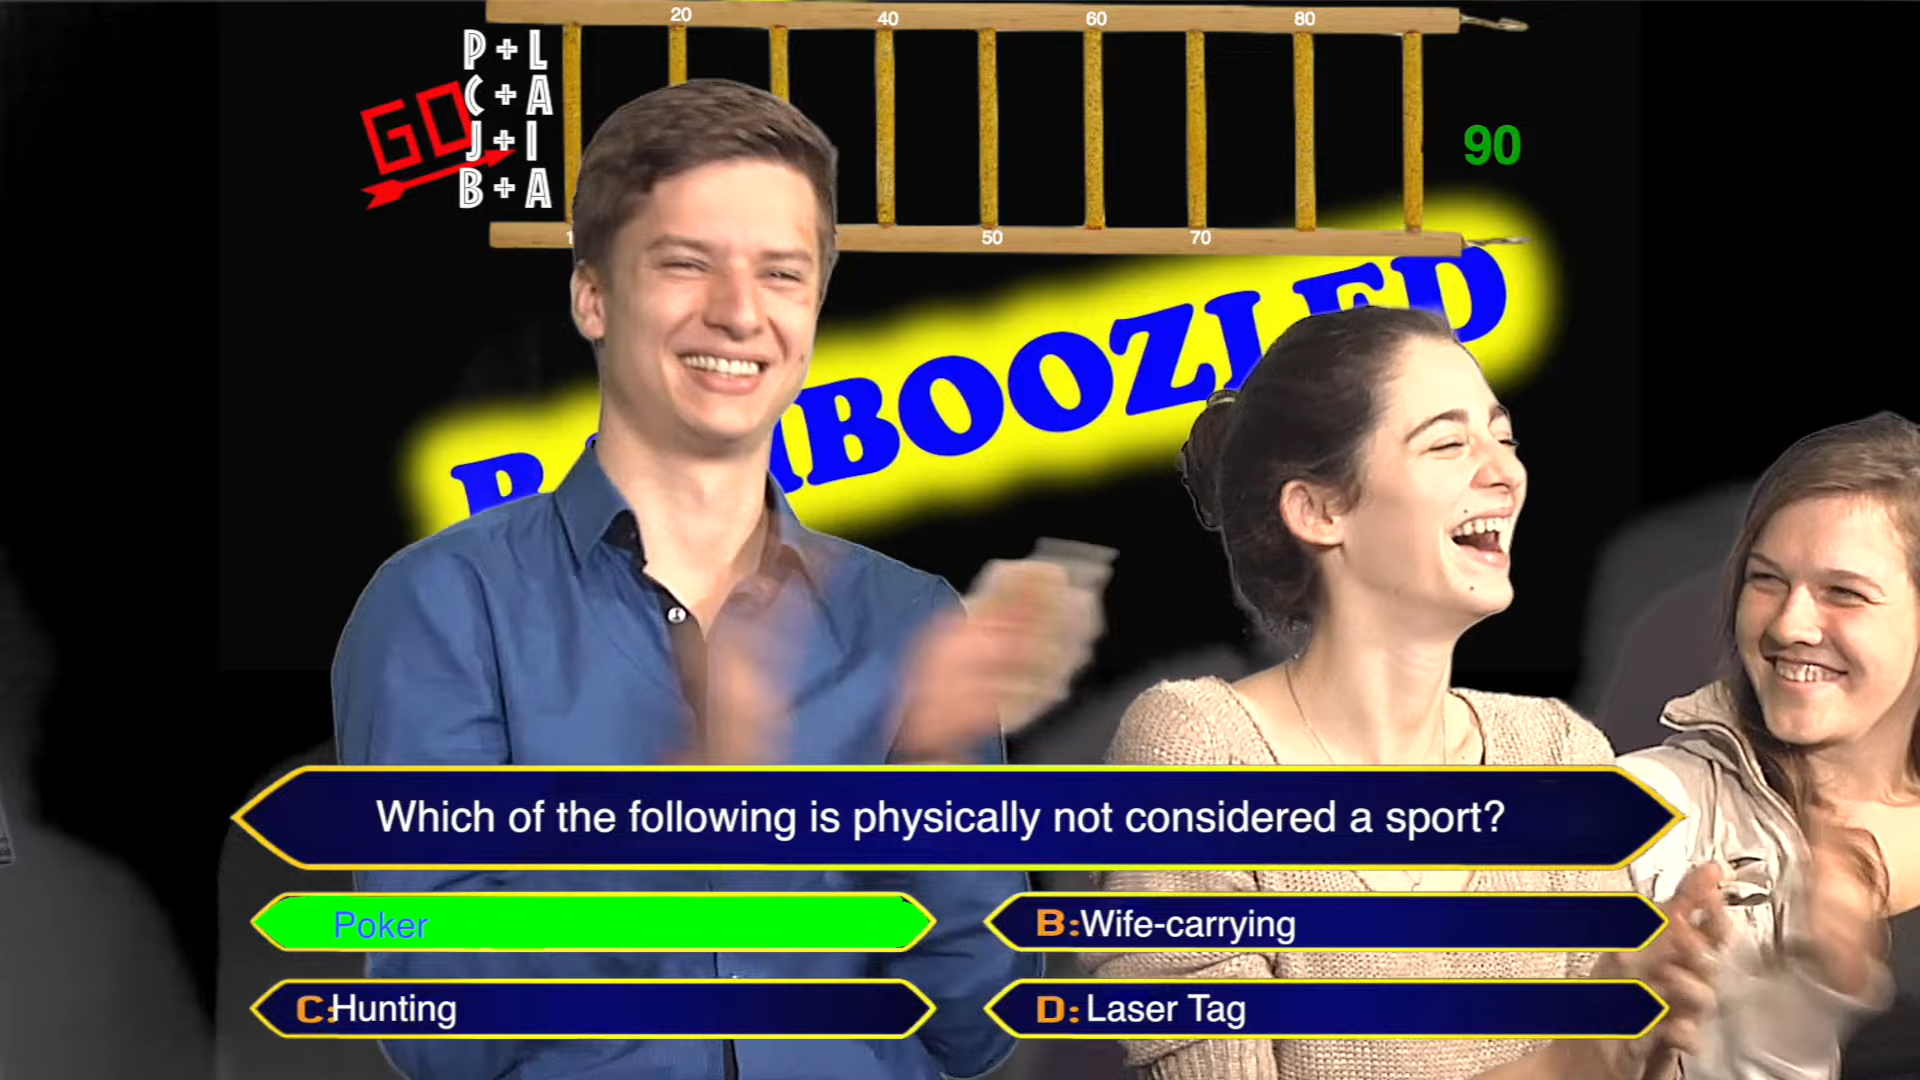 20 40 60 80
P + L
C + A
GO
J + I
B + A
90
50 70
Which of the following is physically not considered a sport?
Poker
B: Wife-carrying
C: Hunting
D: Laser Tag